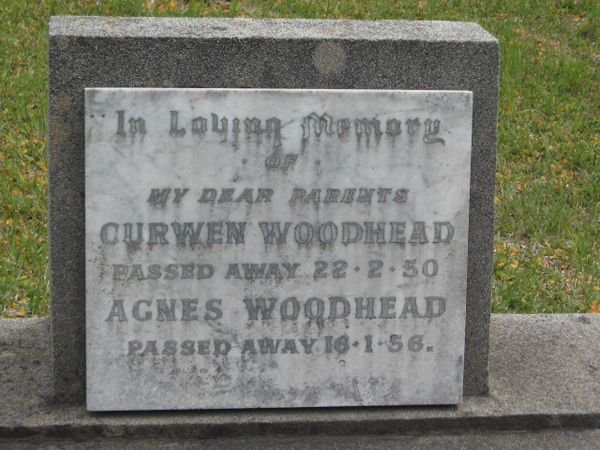 In Loving Memory
OF
MY DEAR PARENTS
CURWEN WOODHEAD
PASSED AWAY 22·2·50
AGNES WOODHEAD
PASSED AWAY 16·1·56.